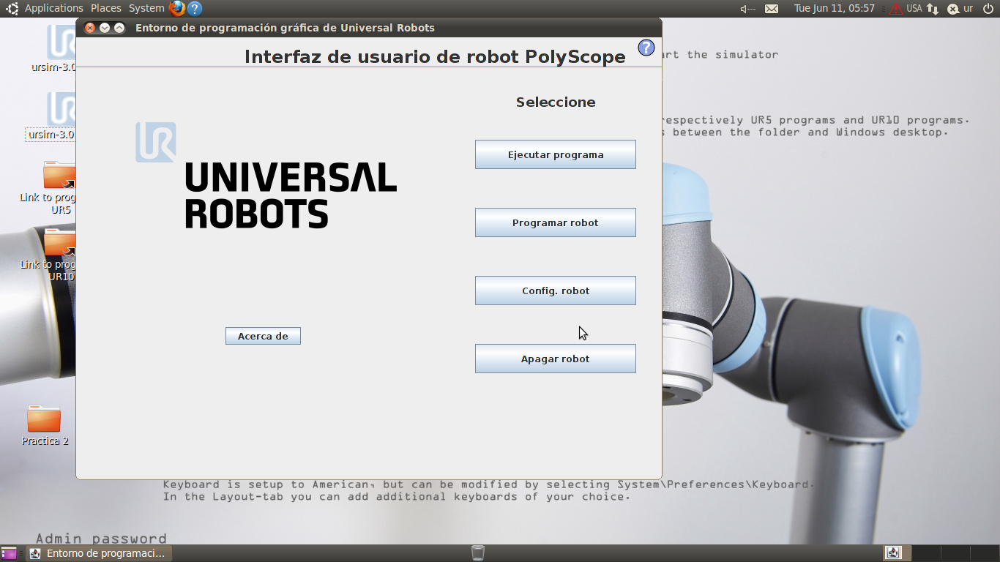 Applications Places System
Tue Jun 11, 05:57 USA ur
Entorno de programación gráfica de Universal Robots
Interfaz de usuario de robot PolyScope
?
art the simulator
ursim-3.0
Seleccione
UR
ursim-3.0
respectively UR5 programs and UR10 programs.
s between the folder and Windows desktop.
Ejecutar programa
UNIVERSAL
ROBOTS
Link to prog
UR5
Programar robot
Link to prog
UR10
Config. robot
Acerca de
Apagar robot
Practica 2
Keyboard is setup to American, but can be modified by selecting System\Preferences\Keyboard.
In the Layout-tab you can add additional keyboards of your choice.
Admin password
Entorno de programaci...